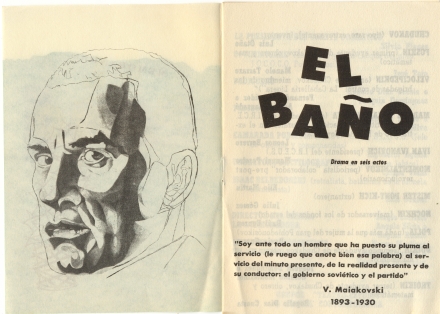 EL
BAÑO
Drama en seis actos
"Soy ante todo un hombre que ha puesto su pluma al
servicio (le ruego que anote bien esa palabra) al ser-
vicio del minuto presente, de la realidad presente y de
su conductor: el gobierno soviético y el partido"
V. Maiakovski
1893-1930